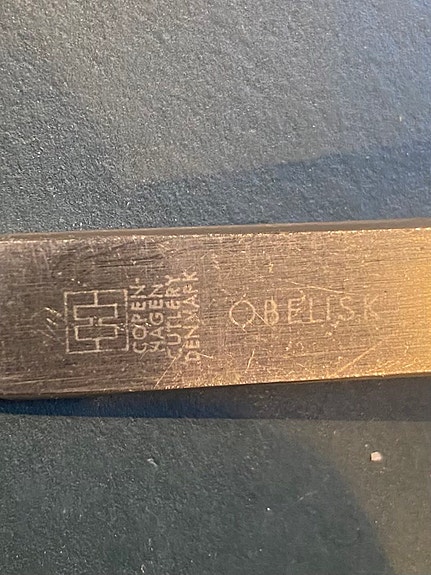 COPEN-
HAGEN
CUTLERY
DENMARK
OBELISK